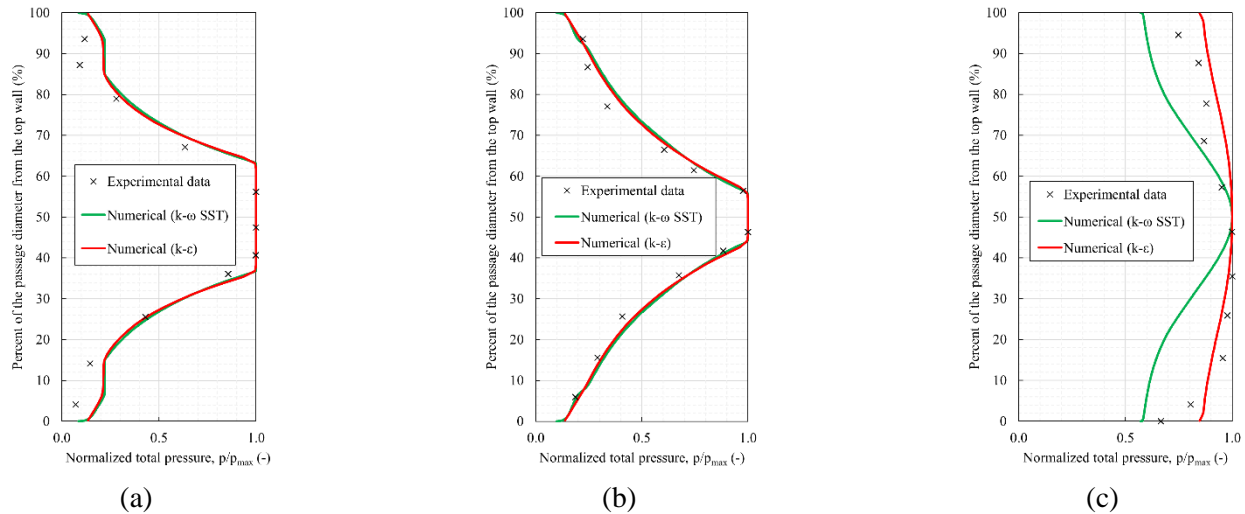 Percent of the passage diameter from the top wall (%)
100
90
80
70
60
50
40
30
20
10
0
Experimental data
Numerical (k-ω SST)
Numerical (k-ε)
0.0 0.5 1.0
Normalized total pressure, p/pmax (-)
(a)
Percent of the passage diameter from the top wall (%)
100
90
80
70
60
50
40
30
20
10
0
Experimental data
Numerical (k-ω SST)
Numerical (k-ε)
0.0 0.5 1.0
Normalized total pressure, p/pmax (-)
(b)
Percent of the passage diameter from the top wall (%)
100
90
80
70
60
50
40
30
20
10
0
Experimental data
Numerical (k-ω SST)
Numerical (k-ε)
0.0 0.5 1.0
Normalized total pressure, p/pmax (-)
(c)